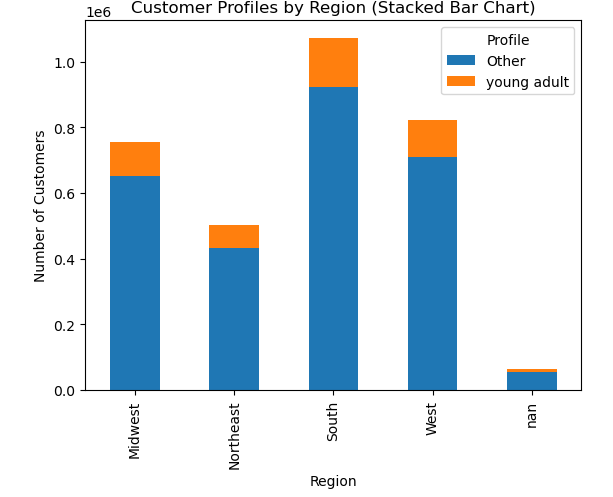 Customer Profiles by Region (Stacked Bar Chart)
1e6
Profile
Other
young adult
1.0
0.8
0.6
0.4
0.2
0.0
Number of Customers
Midwest
Northeast
South
West
nan
Region